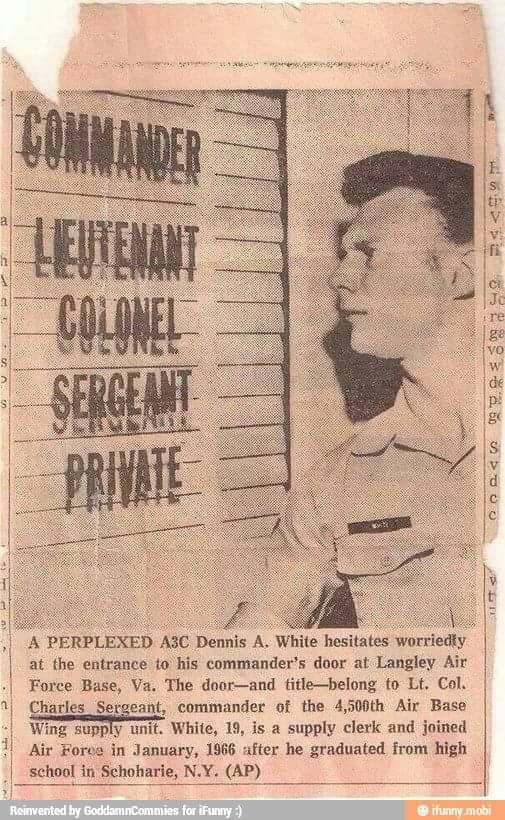 COMMANDER
LIEUTENANT
COLONEL
SERGEANT
PRIVATE
WHITE
A PERPLEXED A3C Dennis A. White hesitates worriedly
at the entrance to his commander's door at Langley Air
Force Base, Va. The door—and title—belong to Lt. Col.
Charles Sergeant, commander of the 4,500th Air Base
Wing supply unit. White, 19, is a supply clerk and joined
Air Force in January, 1966 after he graduated from high
school in Schoharie, N.Y. (AP)
Reinvented by GoddamnCommies for iFunny :)
ifunny.mobi